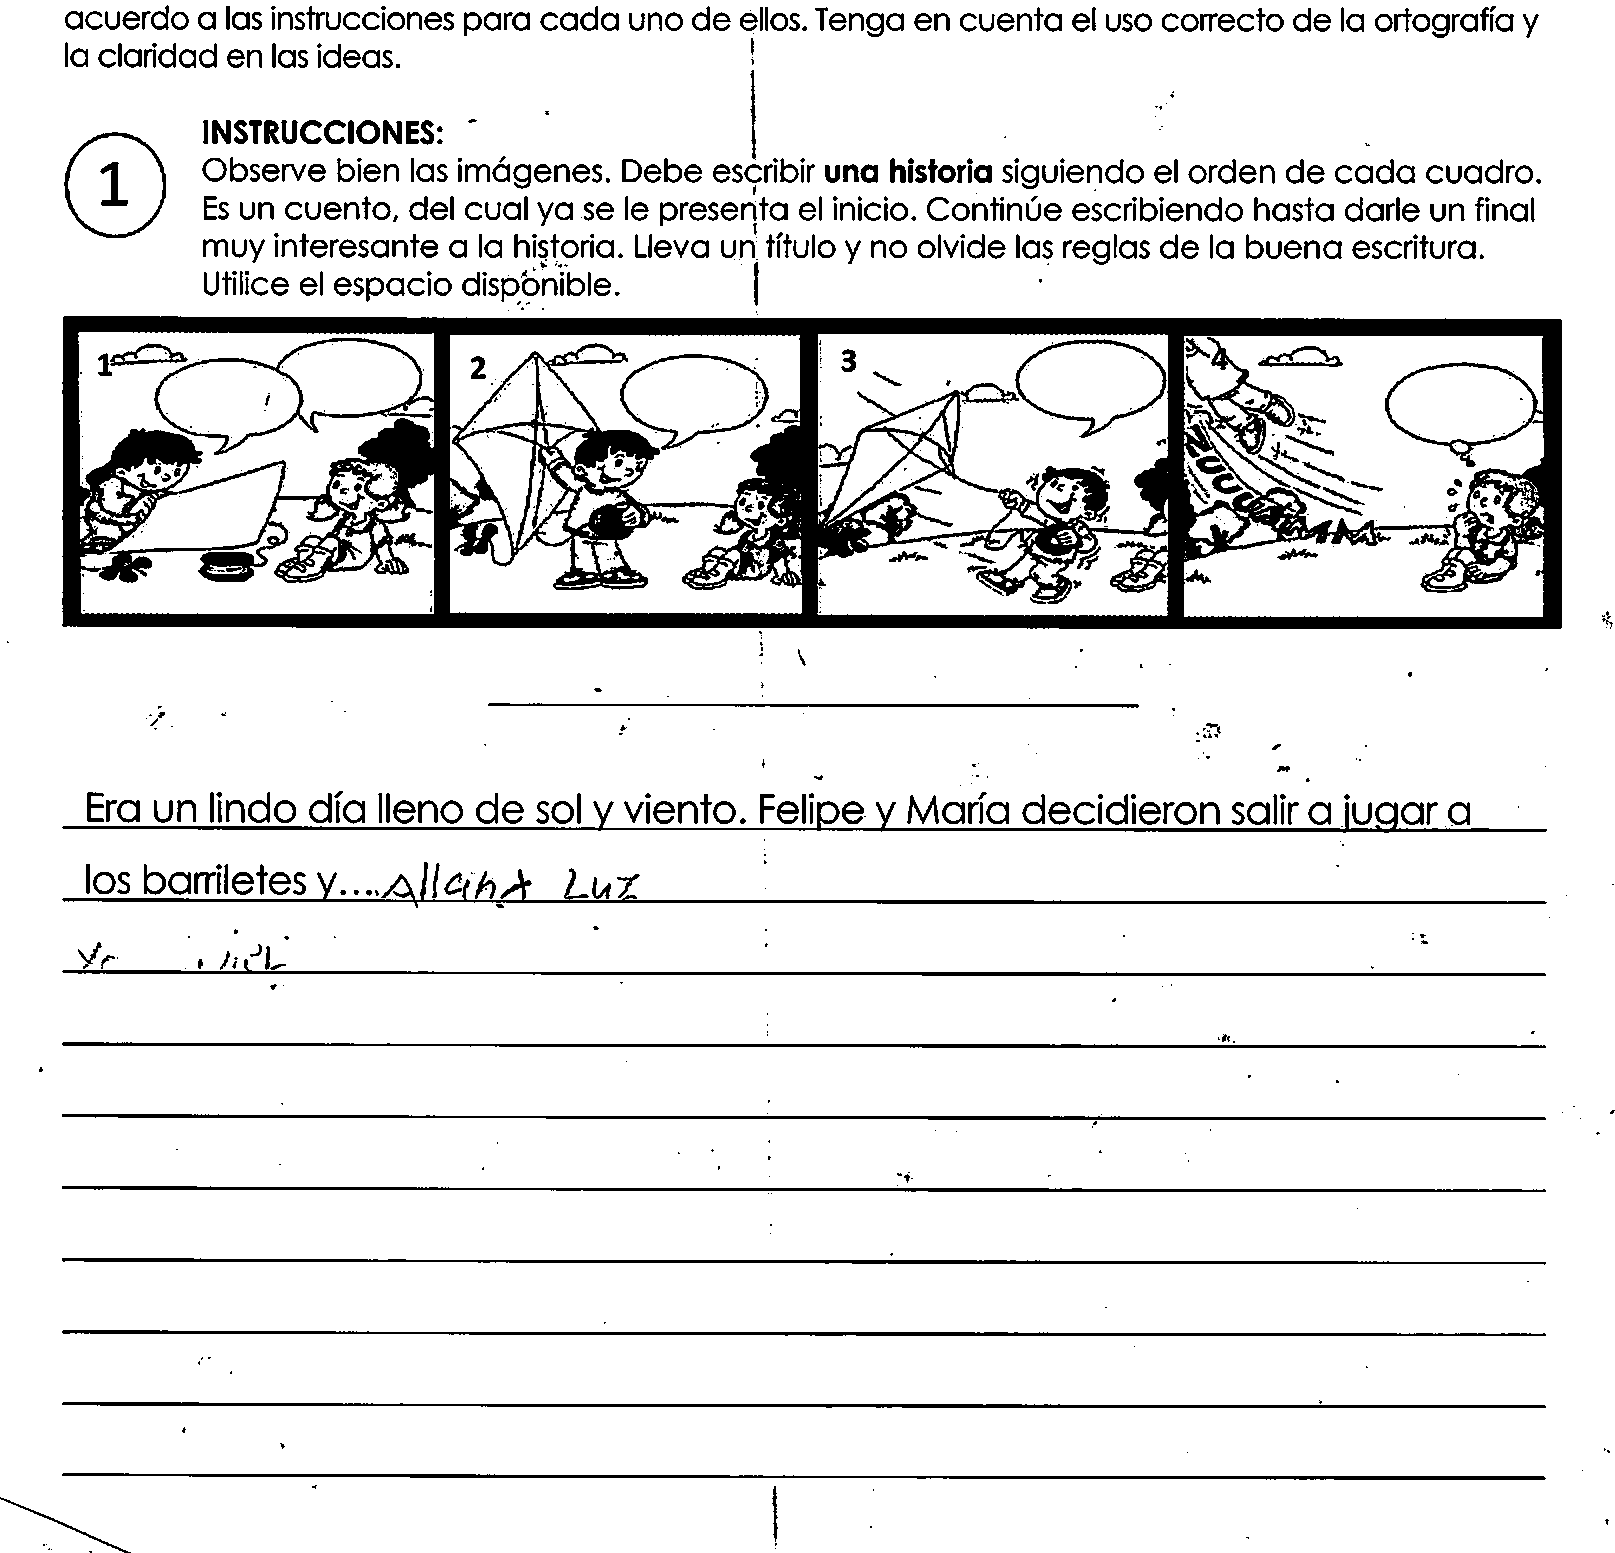 acuerdo a las instrucciones para cada uno de ellos. Tenga en cuenta el uso correcto de la ortografía y
la claridad en las ideas.
INSTRUCCIONES:
1
Observe bien las imágenes. Debe escribir una historia siguiendo el orden de cada cuadro.
Es un cuento, del cual ya se le presenta el inicio. Continúe escribiendo hasta darle un final
muy interesante a la historia. Lleva un título y no olvide las reglas de la buena escritura.
Utilice el espacio disponible.
1 2 3 4
Era un lindo día lleno de sol y viento. Felipe y María decidieron salir a jugar a
los barriletes y.... Luz